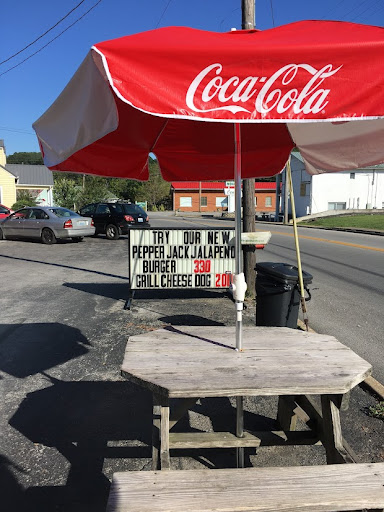 Coca-Cola
TRY OUR NEW
PEPPER JACK JALAPENO
BURGER 330
GRILL CHEESE DOG 200